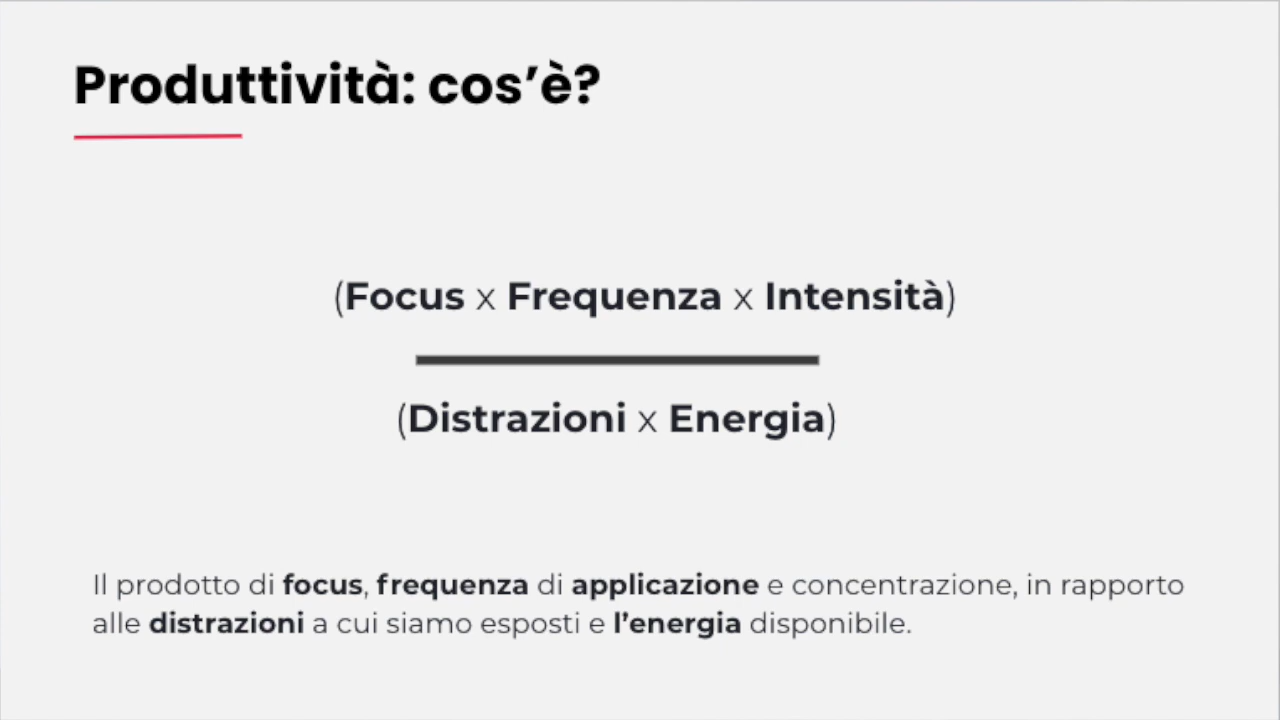 Produttività: cos’è?
(Focus x Frequenza x Intensità)
(Distrazioni x Energia)
Il prodotto di focus, frequenza di applicazione e concentrazione, in rapporto
alle distrazioni a cui siamo esposti e l’energia disponibile.